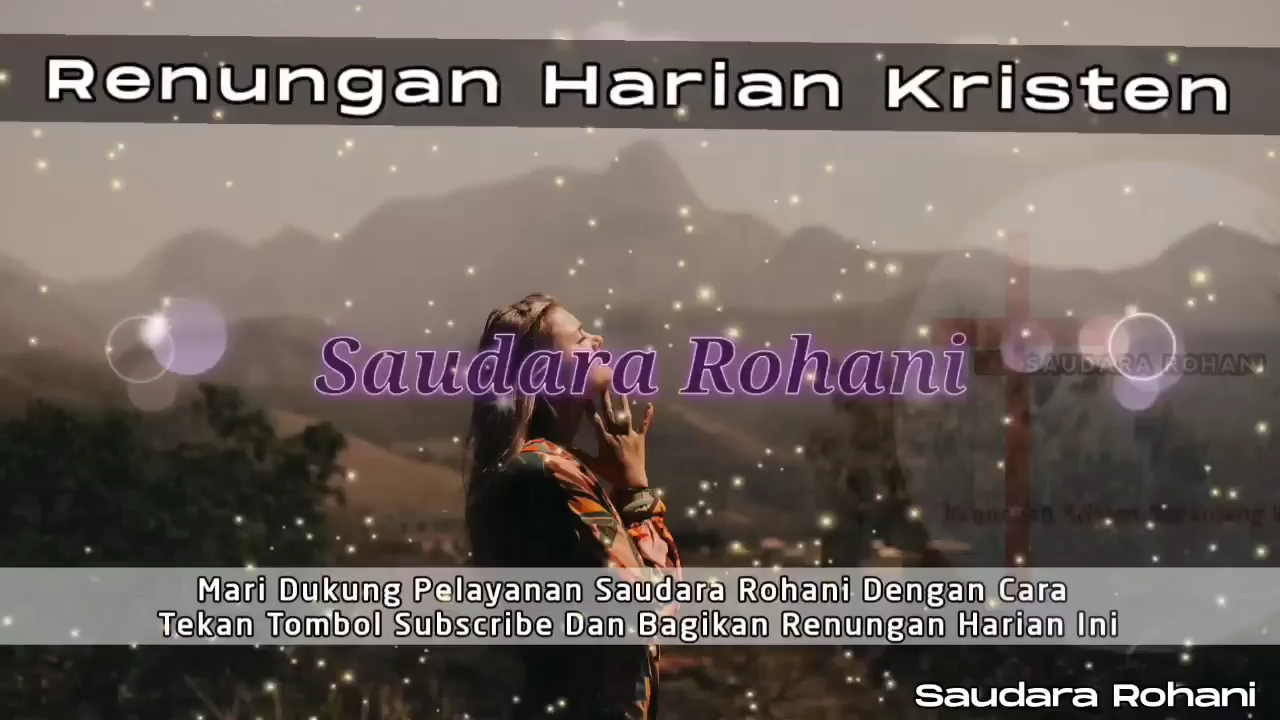 Renungan Harian Kristen
Saudara Rohani
SAUDARA ROHANI
Mari Dukung Pelayanan Saudara Rohani Dengan Cara
Tekan Tombol Subscribe Dan Bagikan Renungan Harian Ini
Saudara Rohani